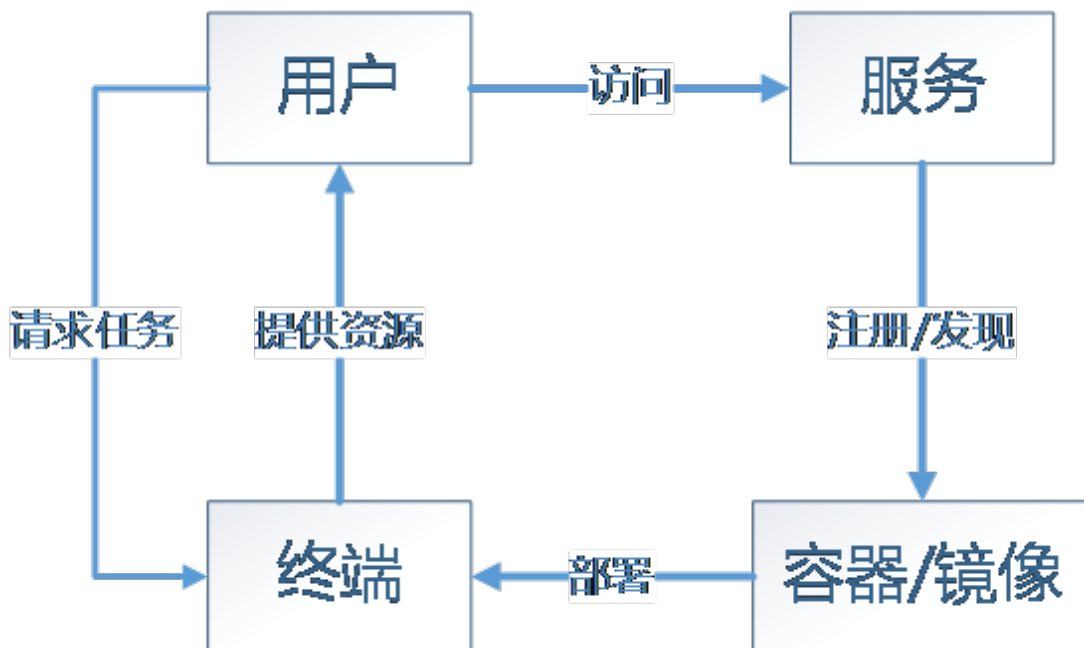 用户
访问
服务
请求任务
提供资源
注册/发现
终端
部署
容器/镜像